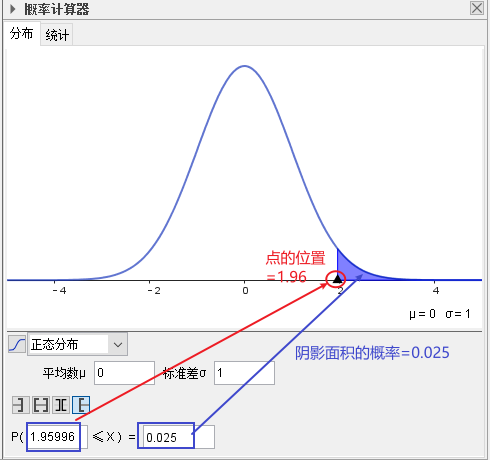 概率计算器
分布 统计
点的位置
=1.96
-4 -2 0 2 4
μ = 0 σ = 1
正态分布
阴影面积的概率=0.025
平均数μ 0 标准差σ 1
P( 1.95996 ≤ X ) = 0.025